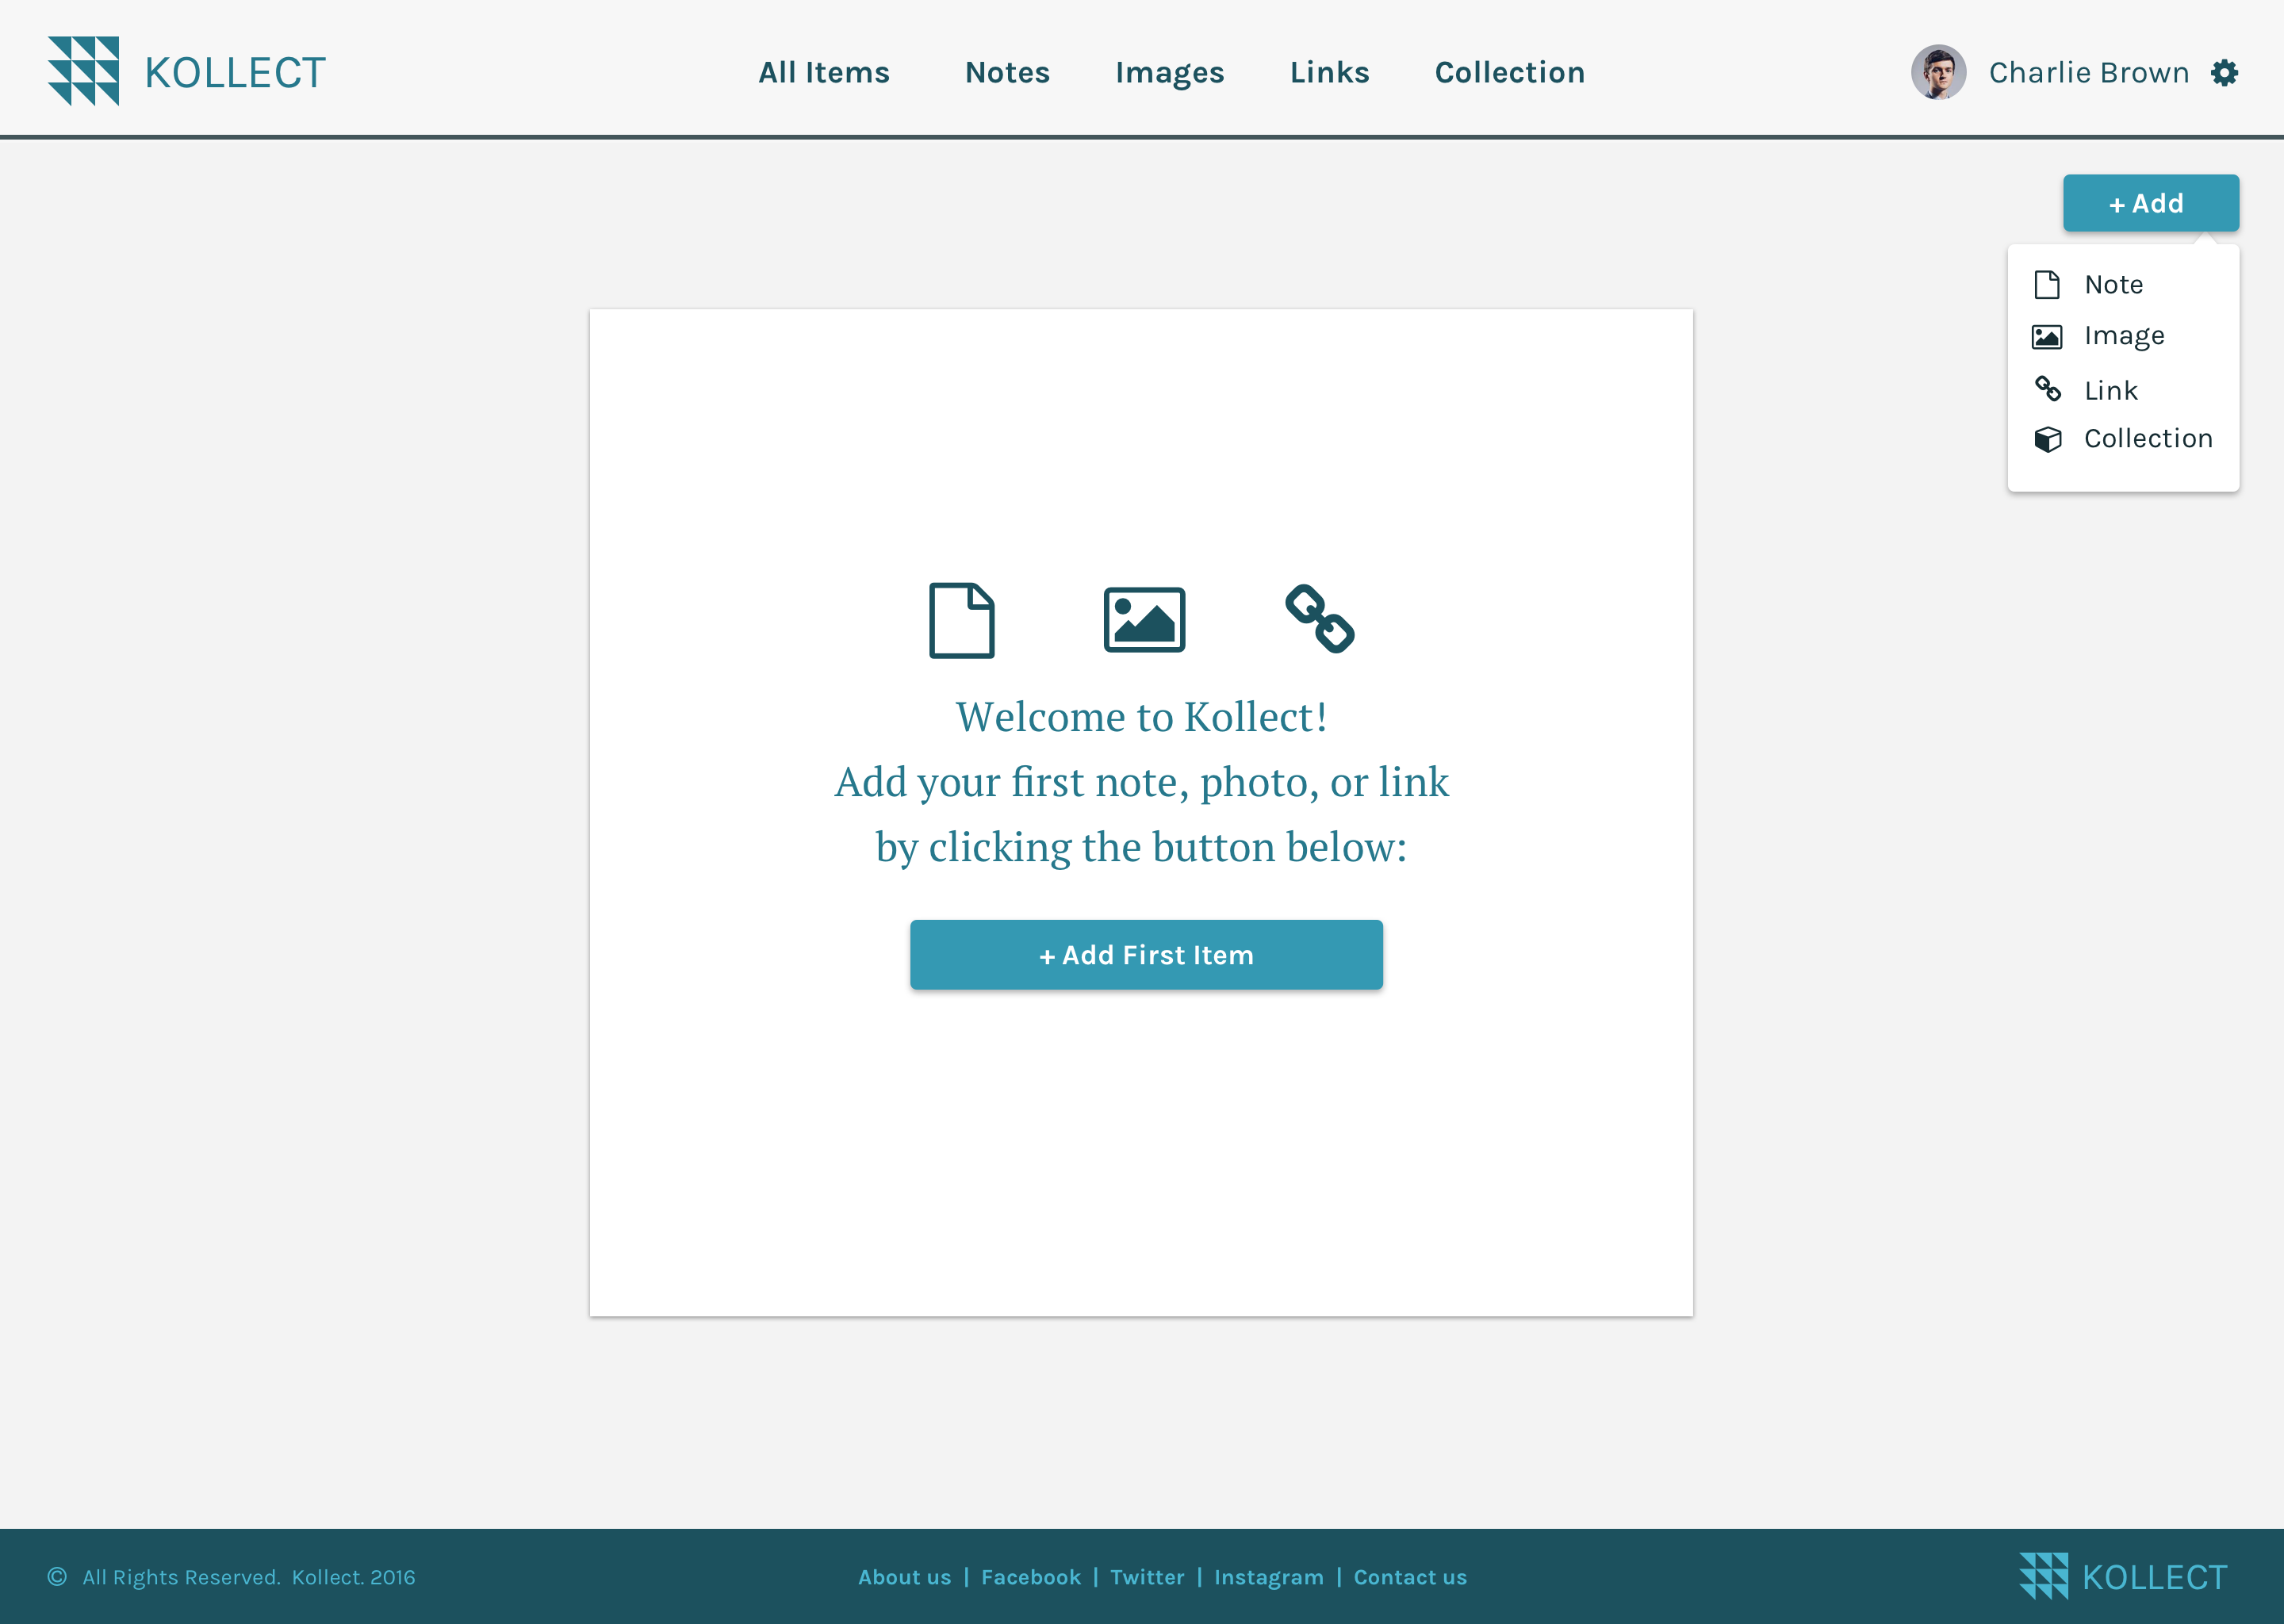 KOLLECT
All Items Notes Images Links Collection
Charlie Brown
+ Add
Note
Image
Link
Collection
Welcome to Kollect!
Add your first note, photo, or link
by clicking the button below:
+ Add First Item
© All Rights Reserved. Kollect. 2016
About us | Facebook | Twitter | Instagram | Contact us
KOLLECT